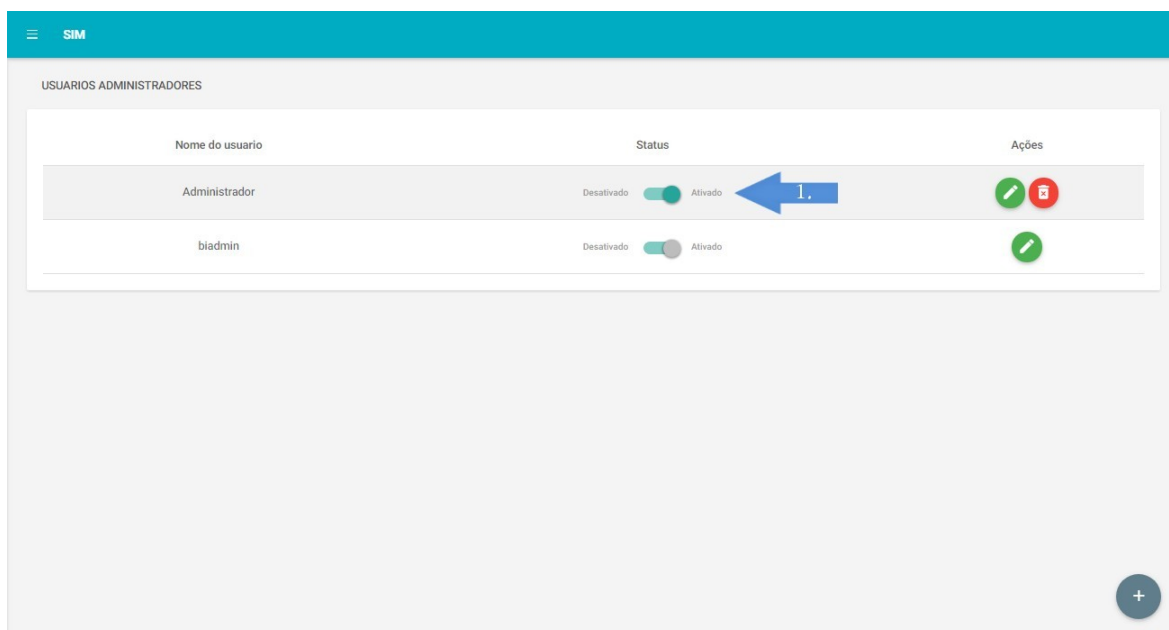 SIM
USUARIOS ADMINISTRADORES
Nome do usuario Status Ações
Administrador Desativado Ativado 1.
biadmin Desativado Ativado
+